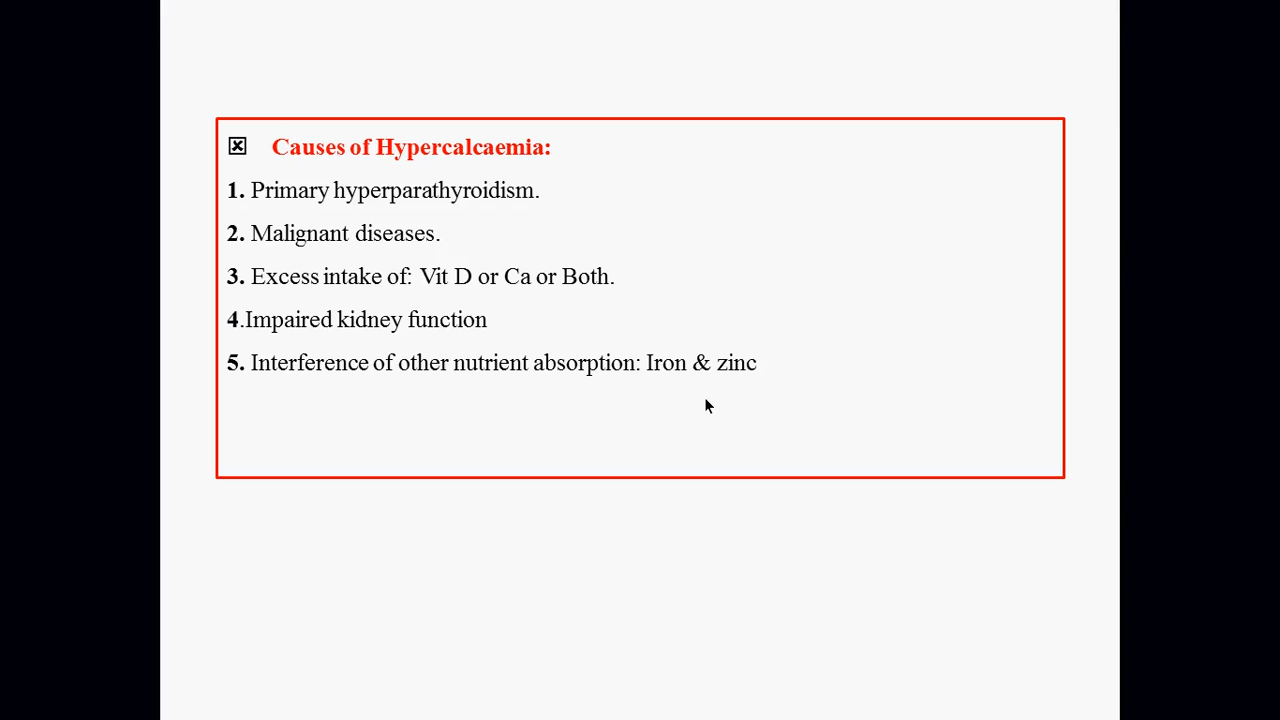 Causes of Hypercalcaemia:
1. Primary hyperparathyroidism.
2. Malignant diseases.
3. Excess intake of: Vit D or Ca or Both.
4.Impaired kidney function
5. Interference of other nutrient absorption: Iron & zinc